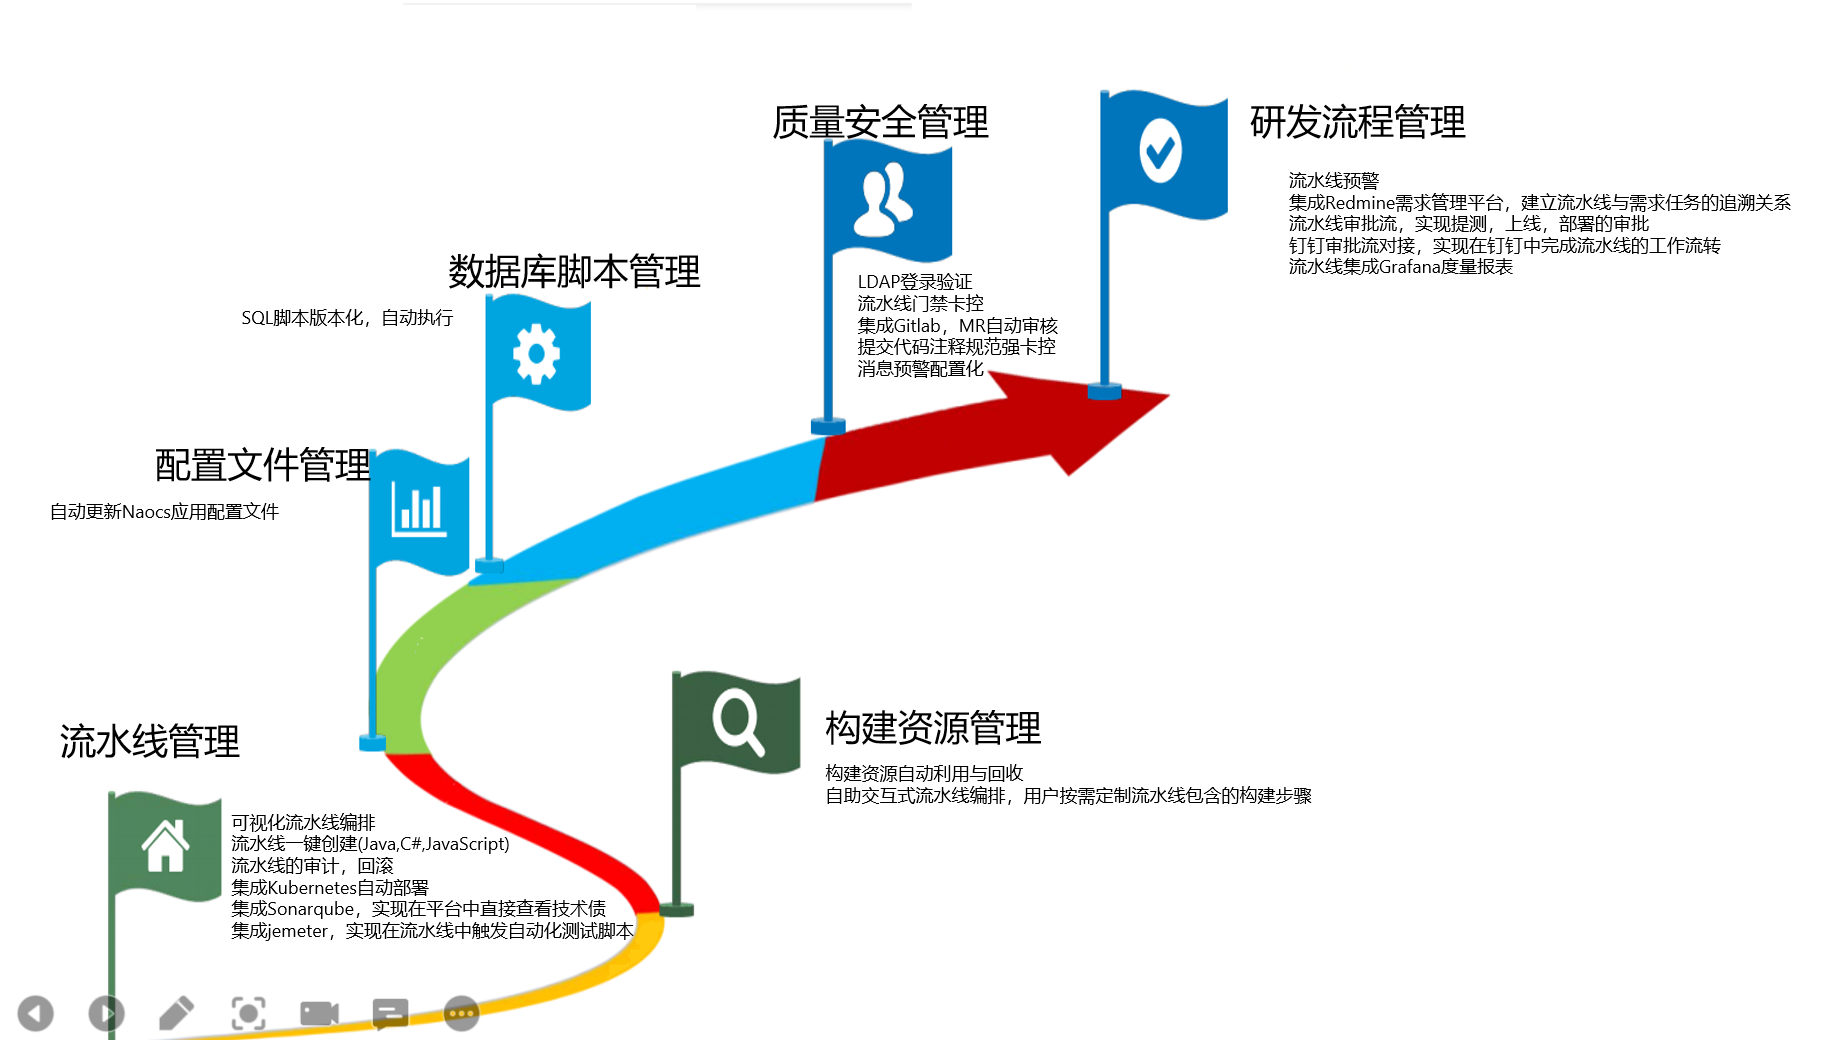 质量安全管理
研发流程管理
流水线预警
集成Redmine需求管理平台，建立流水线与需求任务的追溯关系
流水线审批流，实现提测，上线，部署的审批
钉钉审批流对接，实现在钉钉中完成流水线的工作流转
流水线集成Grafana度量报表
LDAP登录验证
流水线门禁卡控
集成Gitlab，MR自动审核
提交代码注释规范强卡控
消息预警配置化
数据库脚本管理
SQL脚本版本化，自动执行
配置文件管理
自动更新Naocs应用配置文件
流水线管理
可视化流水线编排
流水线一键创建(Java,C#,JavaScript)
流水线的审计，回滚
集成Kubernetes自动部署
集成Sonarqube，实现在平台中直接查看技术债
集成jemeter，实现在流水线中触发自动化测试脚本
构建资源管理
构建资源自动利用与回收
自助交互式流水线编排，用户按需定制流水线包含的构建步骤